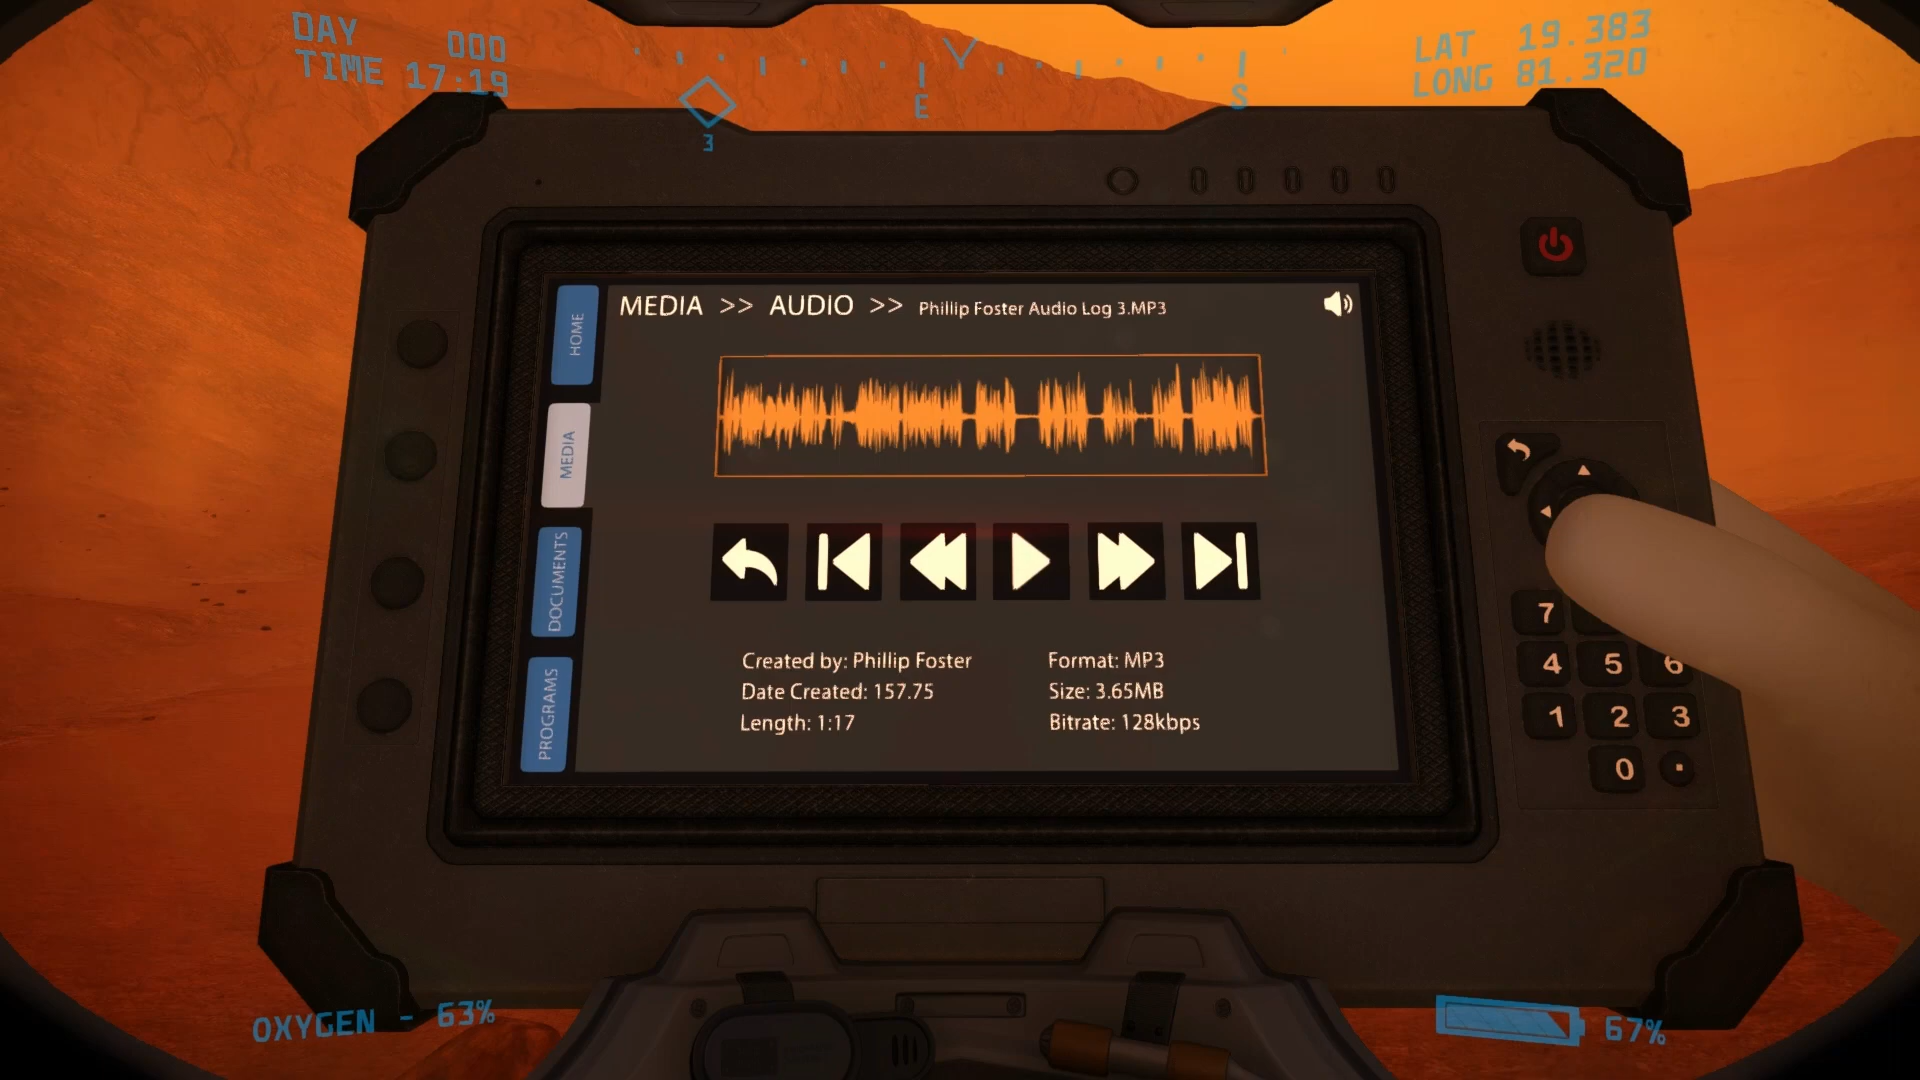 DAY 000
TIME 17:19
LAT 19.383
LONG 81.320
E
S
3
MEDIA >> AUDIO >> Phillip Foster Audio Log 3.MP3
HOME
MEDIA
DOCUMENTS
PROGRAMS
Created by: Phillip Foster
Date Created: 157.75
Length: 1:17
Format: MP3
Size: 3.65MB
Bitrate: 128kbps
7
4 5 6
1 2 3
0 .
OXYGEN - 63%
67%